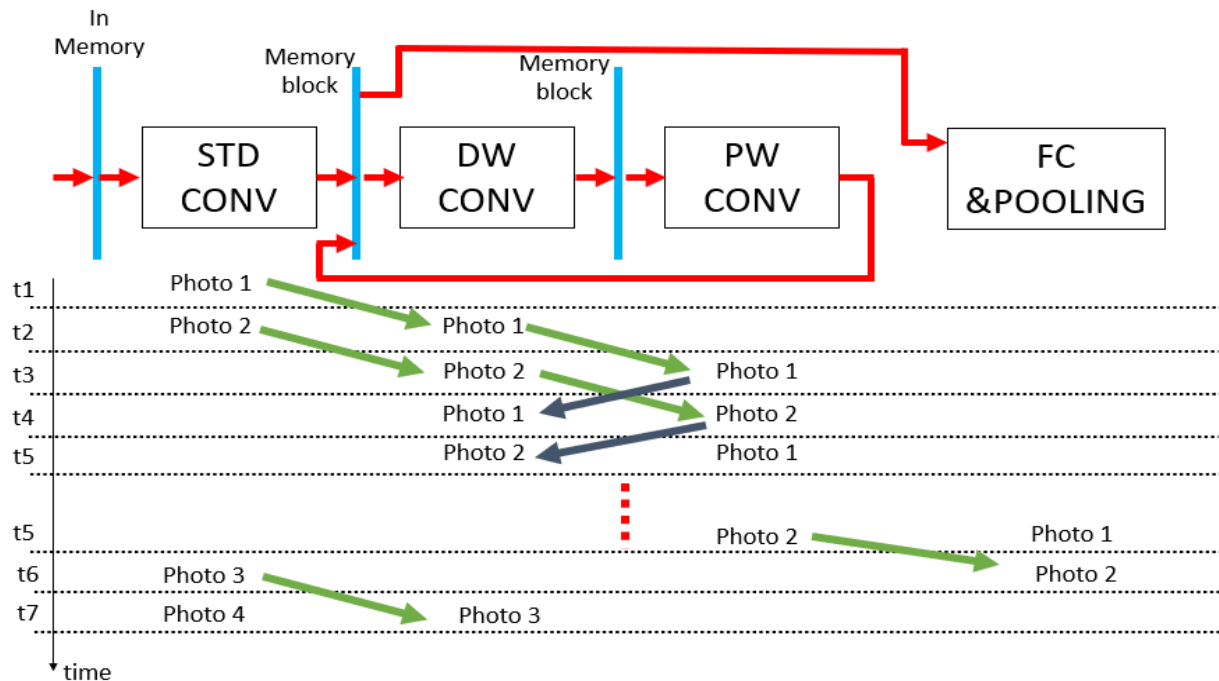 In
Memory
Memory
block
Memory
block
STD
CONV
DW
CONV
PW
CONV
FC
&POOLING
t1
Photo 1
t2
Photo 2
Photo 1
t3
Photo 2
Photo 1
t4
Photo 1
Photo 2
t5
Photo 2
Photo 1
t5
Photo 2
Photo 1
t6
Photo 3
Photo 2
t7
Photo 4
Photo 3
time